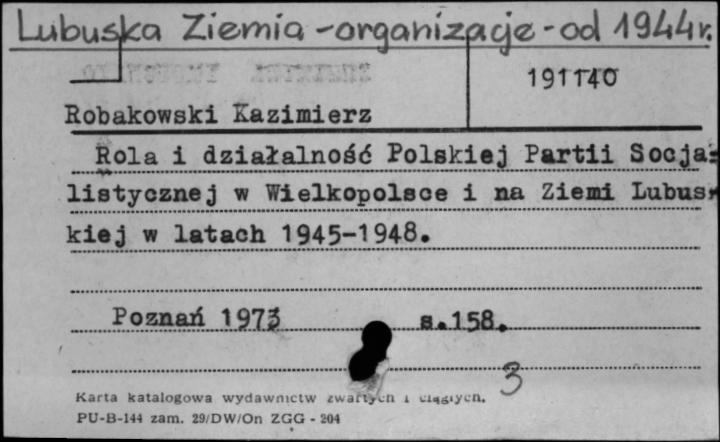 Lubuska Ziemia - organizacje - od 1944r.
191140
Robakowski Kazimierz
Rola i działalność Polskiej Partii Socja=
listycznej w Wielkopolsce i na Ziemi Lubus-
kiej w latach 1945-1948.
Poznań 1973 s.158.
3
Karta katalogowa wydawnictw zwartych i ciągłych.
PU-B-144 zam. 29/DW/On ZGG - 204